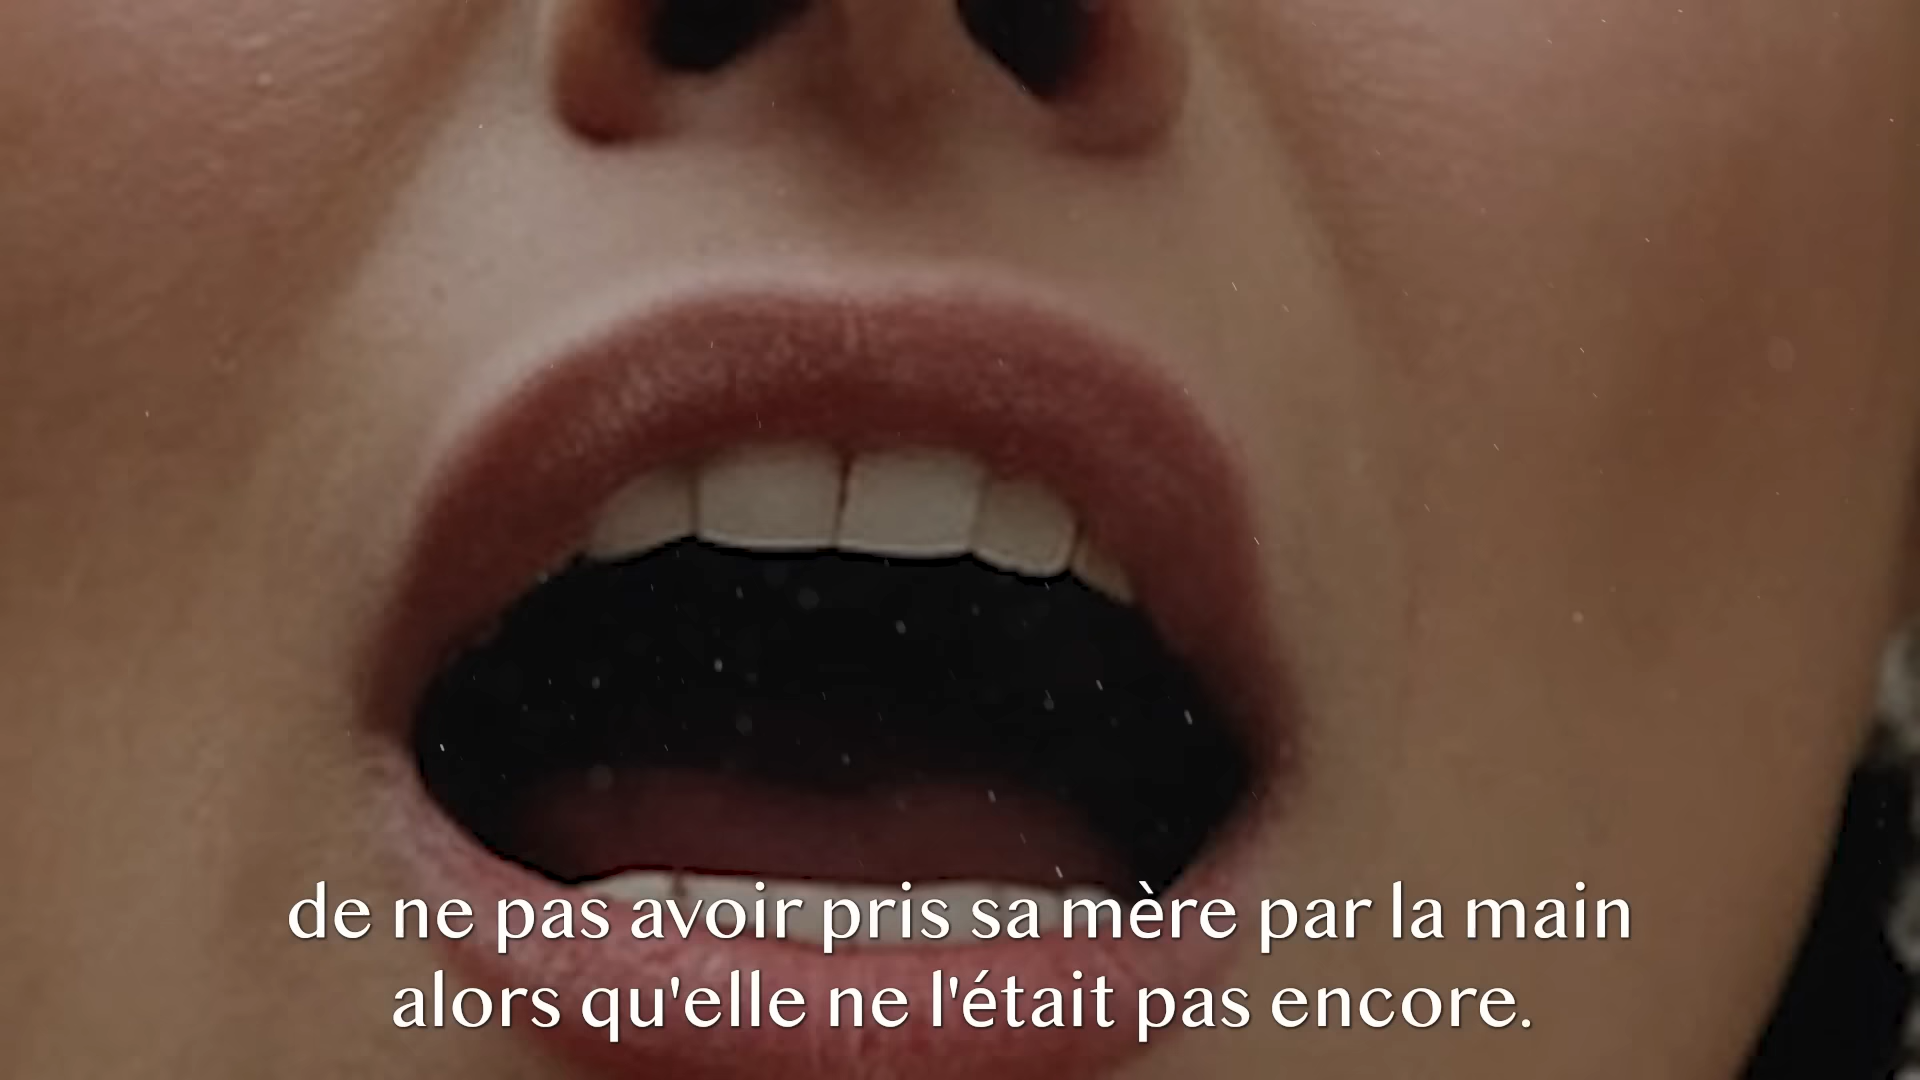 de ne pas avoir pris sa mère par la main
alors qu'elle ne l'était pas encore.